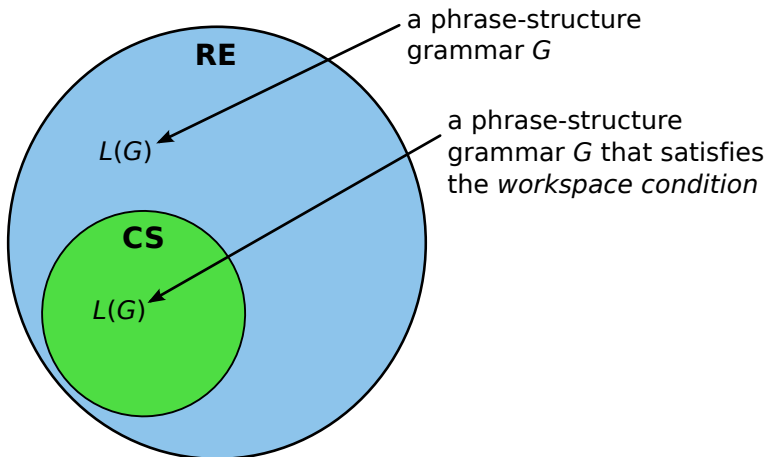 a phrase-structure
grammar G
RE
L(G)
a phrase-structure
grammar G that satisfies
the workspace condition
CS
L(G)